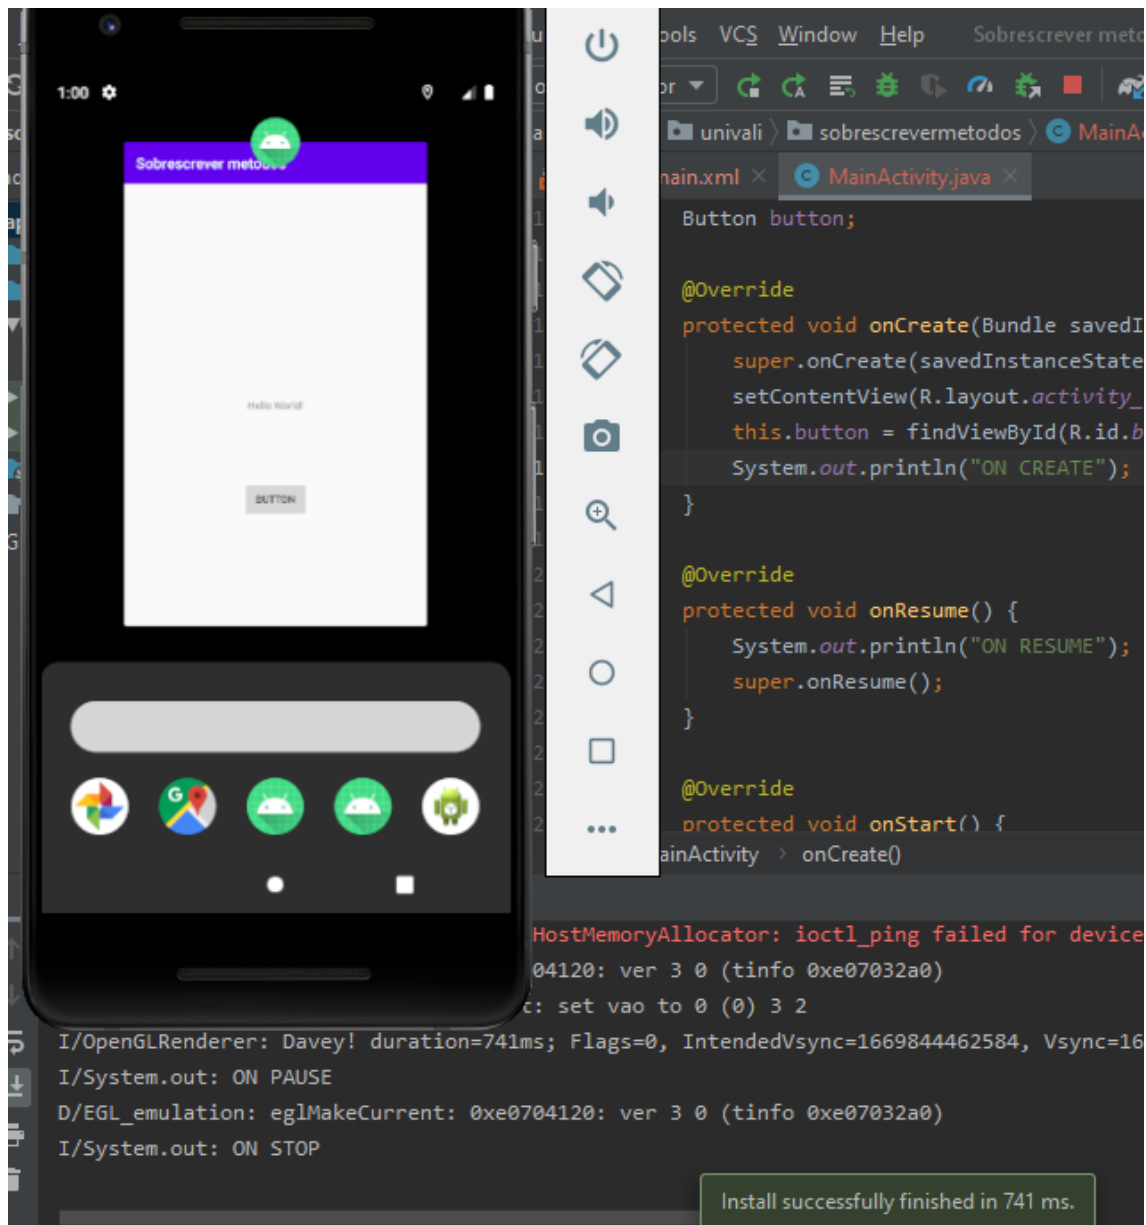 ools VCS Window Help Sobrescrever meto
or
univali sobrescrevermetodos MainA
main.xml MainActivity.java
1:00
Sobrescrever
Hello World!
BUTTON
G
Button button;
@Override
protected void onCreate(Bundle savedI
super.onCreate(savedInstanceState
setContentView(R.layout.activity_
this.button = findViewById(R.id.b
System.out.println("ON CREATE");
}
@Override
protected void onResume() {
System.out.println("ON RESUME");
super.onResume();
}
@Override
protected void onStart() {
ainActivity onCreate()
HostMemoryAllocator: ioctl_ping failed for device
04120: ver 3 0 (tinfo 0xe07032a0)
t: set vao to 0 (0) 3 2
I/OpenGLRenderer: Davey! duration=741ms; Flags=0, IntendedVsync=1669844462584, Vsync=16
I/System.out: ON PAUSE
D/EGL_emulation: eglMakeCurrent: 0xe0704120: ver 3 0 (tinfo 0xe07032a0)
I/System.out: ON STOP
Install successfully finished in 741 ms.